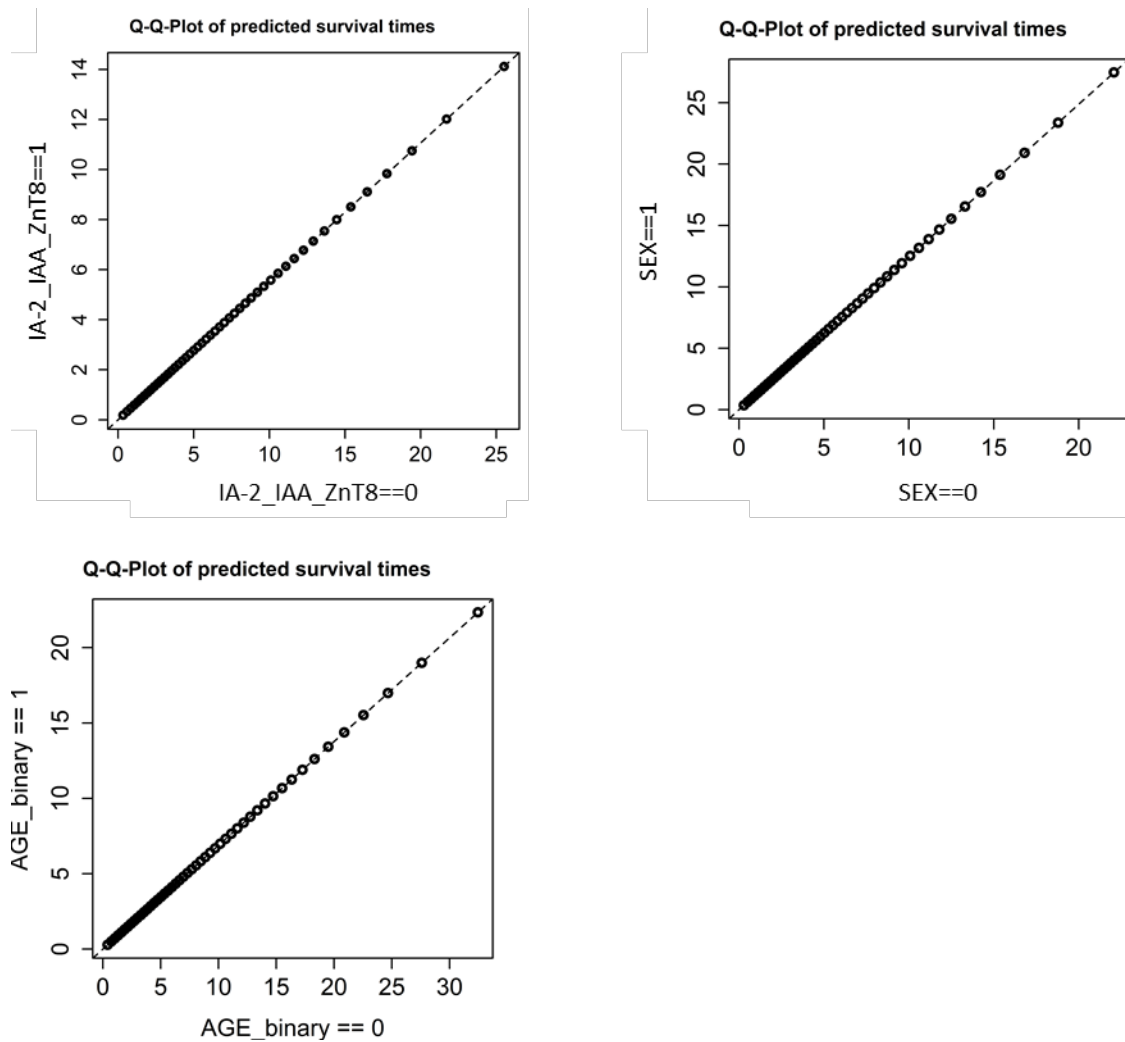 Q-Q-Plot of predicted survival times
IA-2_IAA_ZnT8==1
14
12
10
8
6
4
2
0
0 5 10 15 20 25
IA-2_IAA_ZnT8==0
Q-Q-Plot of predicted survival times
SEX==1
25
20
15
10
5
0
0 5 10 15 20
SEX==0
Q-Q-Plot of predicted survival times
AGE_binary == 1
20
15
10
5
0
0 5 10 15 20 25 30
AGE_binary == 0